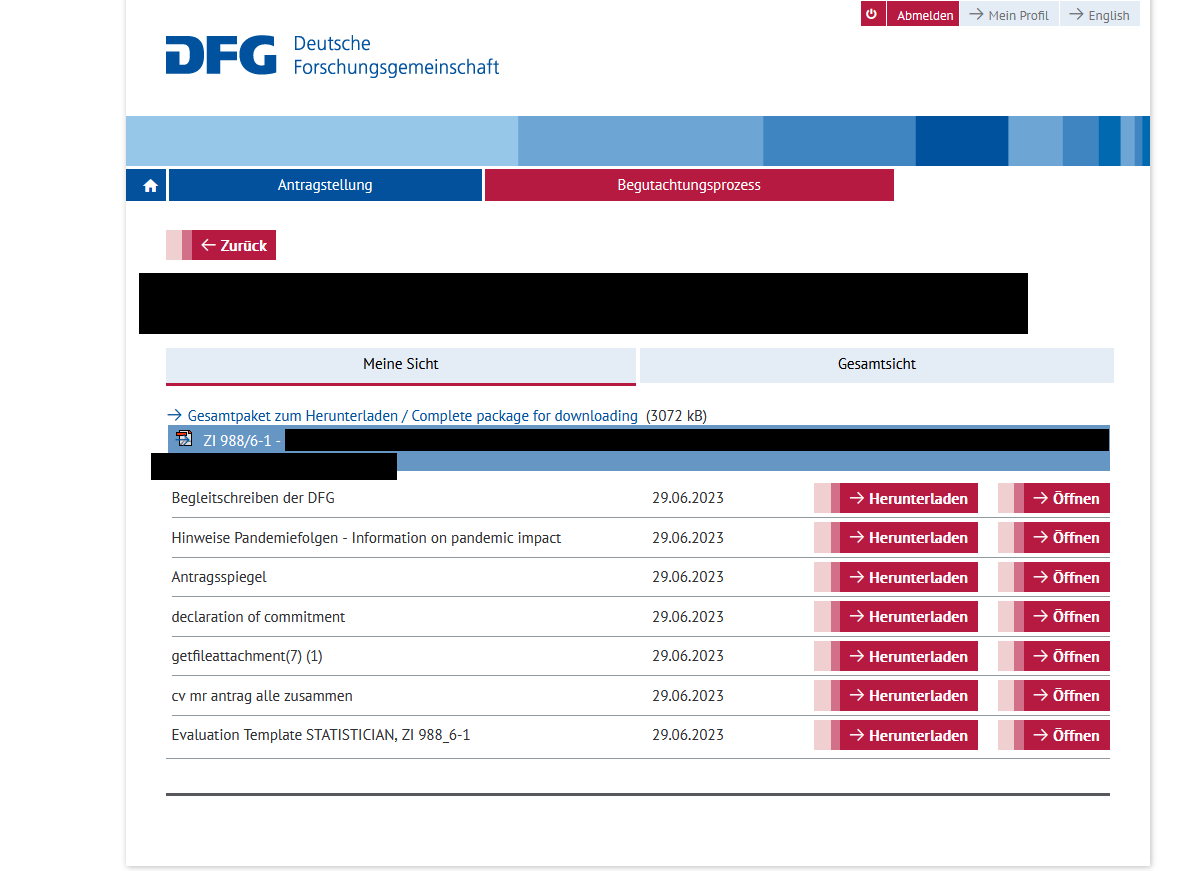 Abmelden Mein Profil English
DFG Deutsche
Forschungsgemeinschaft
Antragstellung Begutachtungsprozess
← Zurück
Meine Sicht Gesamtsicht
→ Gesamtpaket zum Herunterladen / Complete package for downloading (3072 kB)
ZI 988/6-1 -
Begleitschreiben der DFG 29.06.2023 → Herunterladen → Öffnen
Hinweise Pandemiefolgen - Information on pandemic impact 29.06.2023 → Herunterladen → Öffnen
Antragsspiegel 29.06.2023 → Herunterladen → Öffnen
declaration of commitment 29.06.2023 → Herunterladen → Öffnen
getfileattachment(7) (1) 29.06.2023 → Herunterladen → Öffnen
cv mr antrag alle zusammen 29.06.2023 → Herunterladen → Öffnen
Evaluation Template STATISTICIAN, ZI 988_6-1 29.06.2023 → Herunterladen → Öffnen